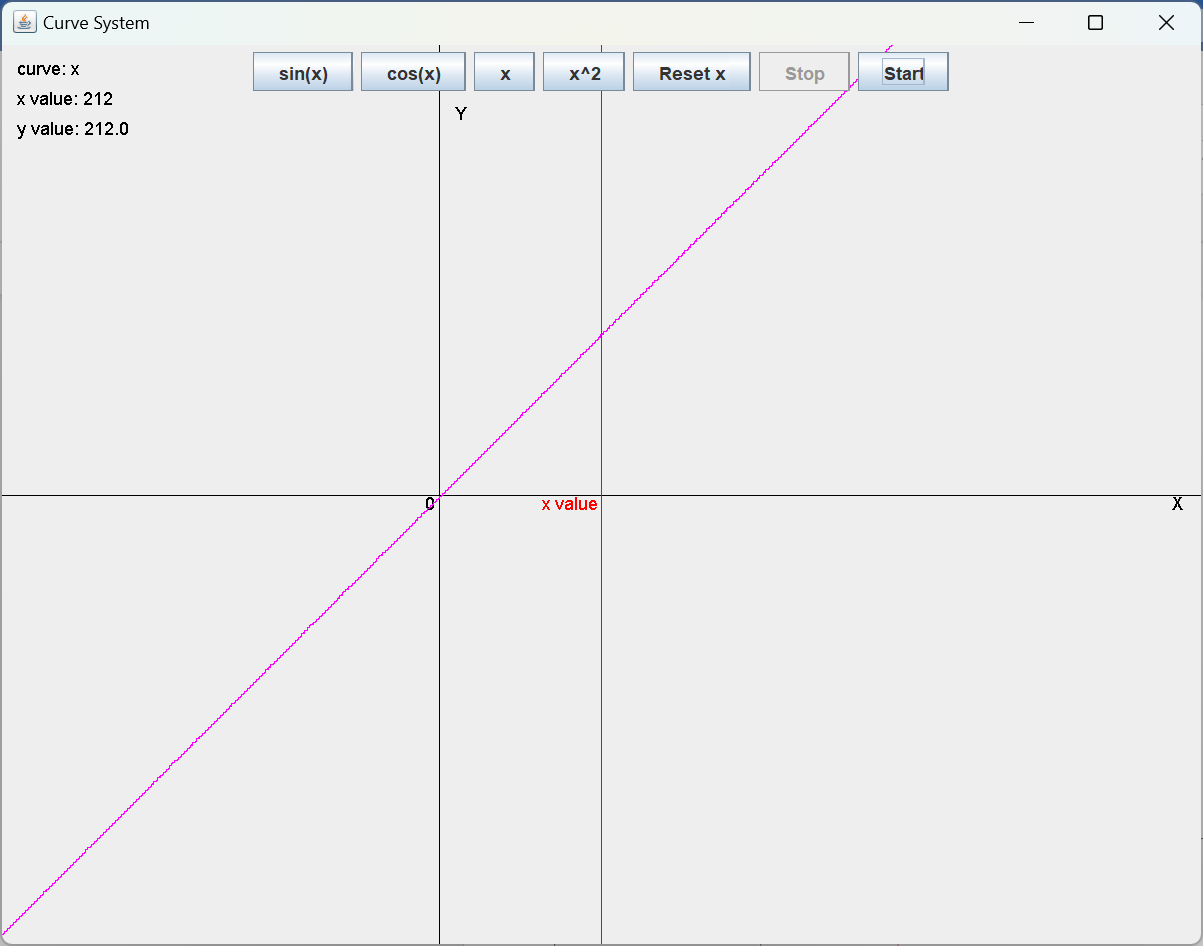 Curve System
curve: x
x value: 212
y value: 212.0
sin(x) cos(x) x x^2 Reset x Stop Start
Y
0 x value X